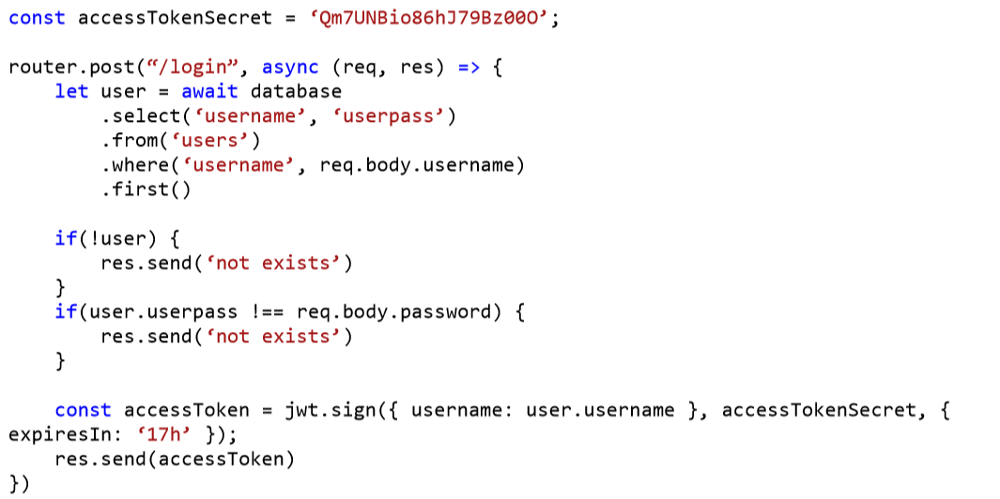 const accessTokenSecret = ‘Qm7UNBio86hJ79Bz00O’;
router.post(“/login”, async (req, res) => {
let user = await database
.select(‘username’, ‘userpass’)
.from(‘users’)
.where(‘username’, req.body.username)
.first()
if(!user) {
res.send(‘not exists’)
}
if(user.userpass !== req.body.password) {
res.send(‘not exists’)
}
const accessToken = jwt.sign({ username: user.username }, accessTokenSecret, {
expiresIn: ‘17h’ });
res.send(accessToken)
})